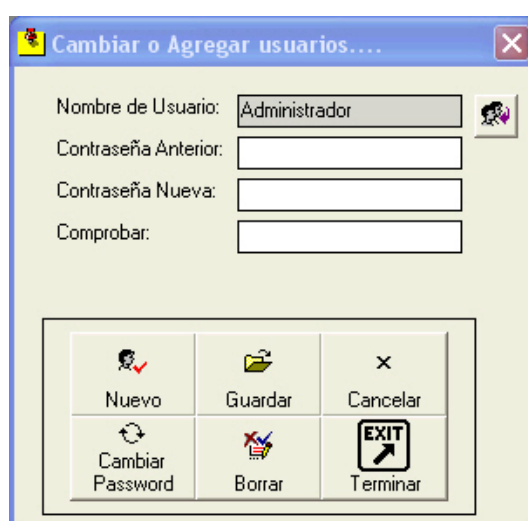 Cambiar o Agregar usuarios....
Nombre de Usuario: Administrador
Contraseña Anterior:
Contraseña Nueva:
Comprobar:
Nuevo Guardar Cancelar
EXIT
Cambiar
Password Borrar Terminar